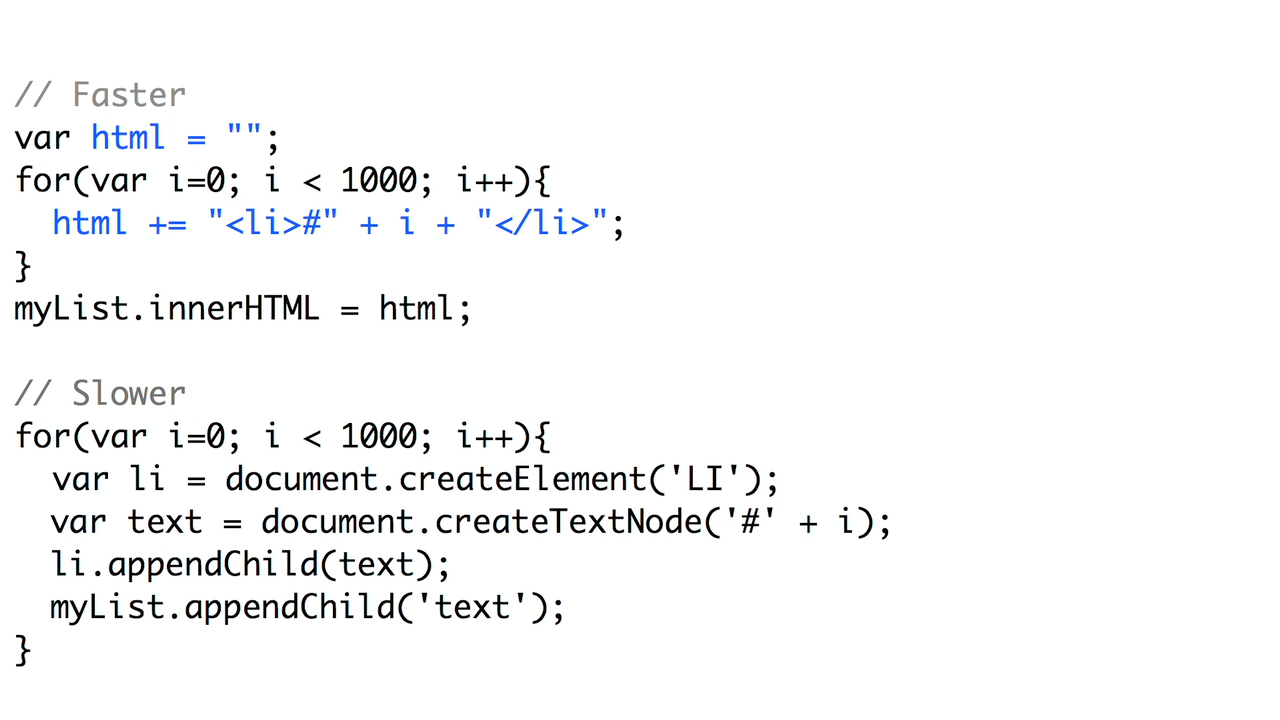 // Faster
var html = "";
for(var i=0; i < 1000; i++){
  html += "<li>#" + i + "</li>";
}
myList.innerHTML = html;

// Slower
for(var i=0; i < 1000; i++){
  var li = document.createElement('LI');
  var text = document.createTextNode('#' + i);
  li.appendChild(text);
  myList.appendChild('text');
}